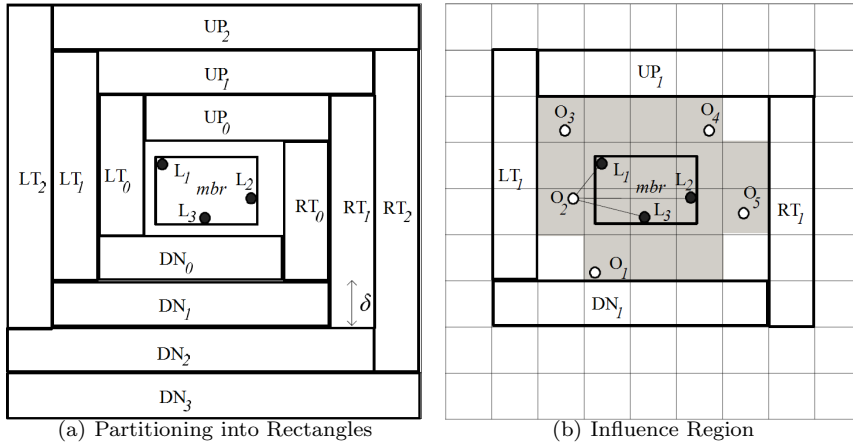 UP2
UP1
UP0
LT2
LT1
LT0
L1
mbr
L2
L3
RT0
RT1
RT2
DN0
DN1
δ
DN2
DN3
(a) Partitioning into Rectangles
UP1
O3
O4
LT1
L1
mbr
L2
O2
L3
O5
RT1
O1
DN1
(b) Influence Region